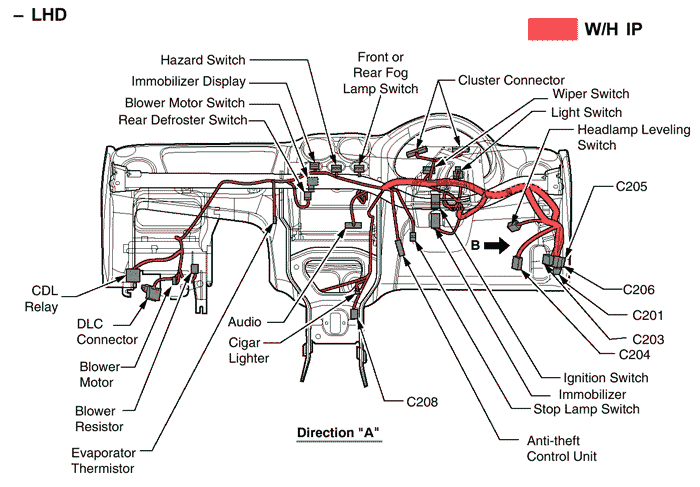 – LHD
W/H IP
Hazard Switch
Immobilizer Display
Blower Motor Switch
Rear Defroster Switch
Front or
Rear Fog
Lamp Switch
Cluster Connector
Wiper Switch
Light Switch
Headlamp Leveling
Switch
C205
B
C206
C201
C203
C204
CDL
Relay
DLC
Connector
Blower
Motor
Blower
Resistor
Evaporator
Thermistor
Audio
Cigar
Lighter
C208
Ignition Switch
Immobilizer
Stop Lamp Switch
Anti-theft
Control Unit
Direction "A"